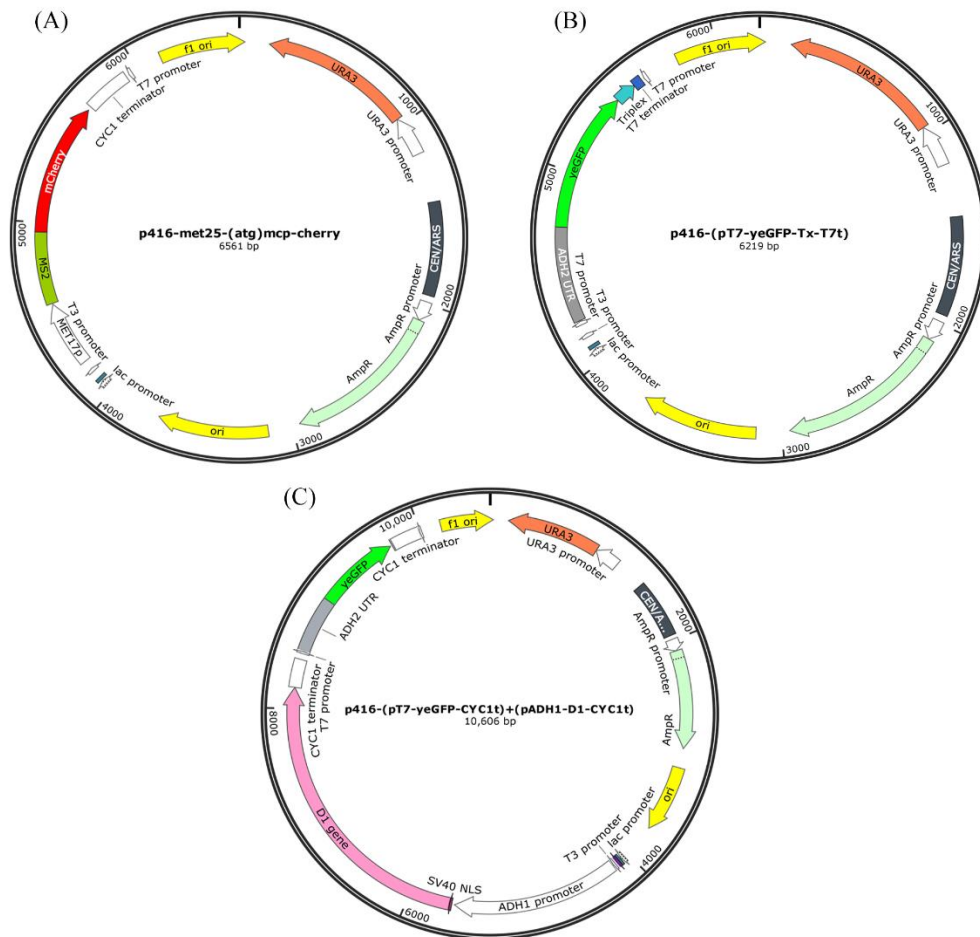 (A)
f1 ori
URA3
1000
URA3 promoter
CEN/ARS
2000
AmpR promoter
AmpR
3000
ori
4000
lac promoter
T3 promoter
MET17P
MS2
5000
mCherry
CYC1 terminator
T7 promoter
6000
p416-met25-(atg)mcp-cherry
6561 bp
(B)
f1 ori
URA3
1000
URA3 promoter
CEN/ARS
2000
AmpR promoter
AmpR
3000
ori
4000
lac promoter
T3 promoter
T7 promoter
ADH2 UTR
yeGFP
5000
Triplex
T7 terminator
T7 promoter
6000
p416-(pT7-yeGFP-Tx-T7t)
6219 bp
(C)
f1 ori
URA3
URA3 promoter
CEN/A...
2000
AmpR promoter
AmpR
ori
4000
lac promoter
T3 promoter
ADH1 promoter
SV40 NLS
6000
D1 gene
8000
CYC1 terminator
T7 promoter
ADH2 UTR
yeGFP
CYC1 terminator
10,000
p416-(pT7-yeGFP-CYC1t)+(pADH1-D1-CYC1t)
10,606 bp